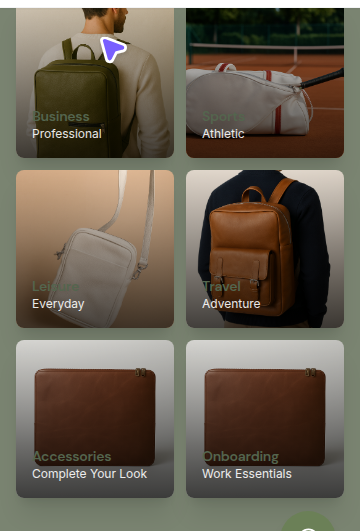 Business
Professional
Sports
Athletic
Leisure
Everyday
Travel
Adventure
Accessories
Complete Your Look
Onboarding
Work Essentials